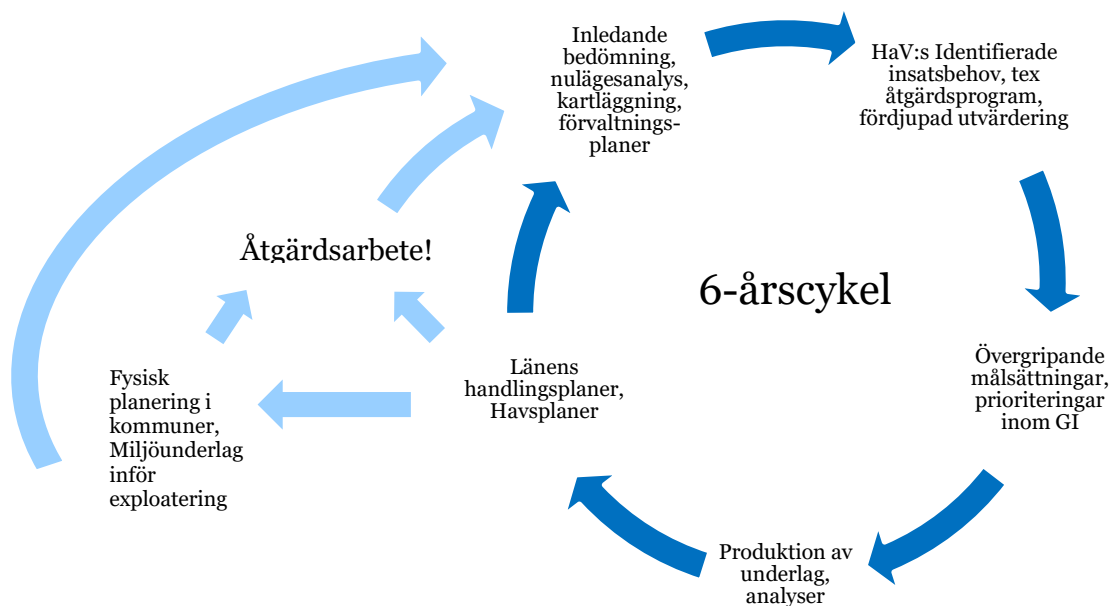 Inledande
bedömning,
nulägesanalys,
kartläggning,
förvaltnings-
planer
HaV:s Identifierade
insatsbehov, tex
åtgärdsprogram,
fördjupad utvärdering
Övergripande
målsättningar,
prioriteringar
inom GI
Produktion av
underlag,
analyser
Länens
handlingsplaner,
Havsplaner
6-årscykel
Åtgärdsarbete!
Fysisk
planering i
kommuner,
Miljöunderlag
inför
exploatering